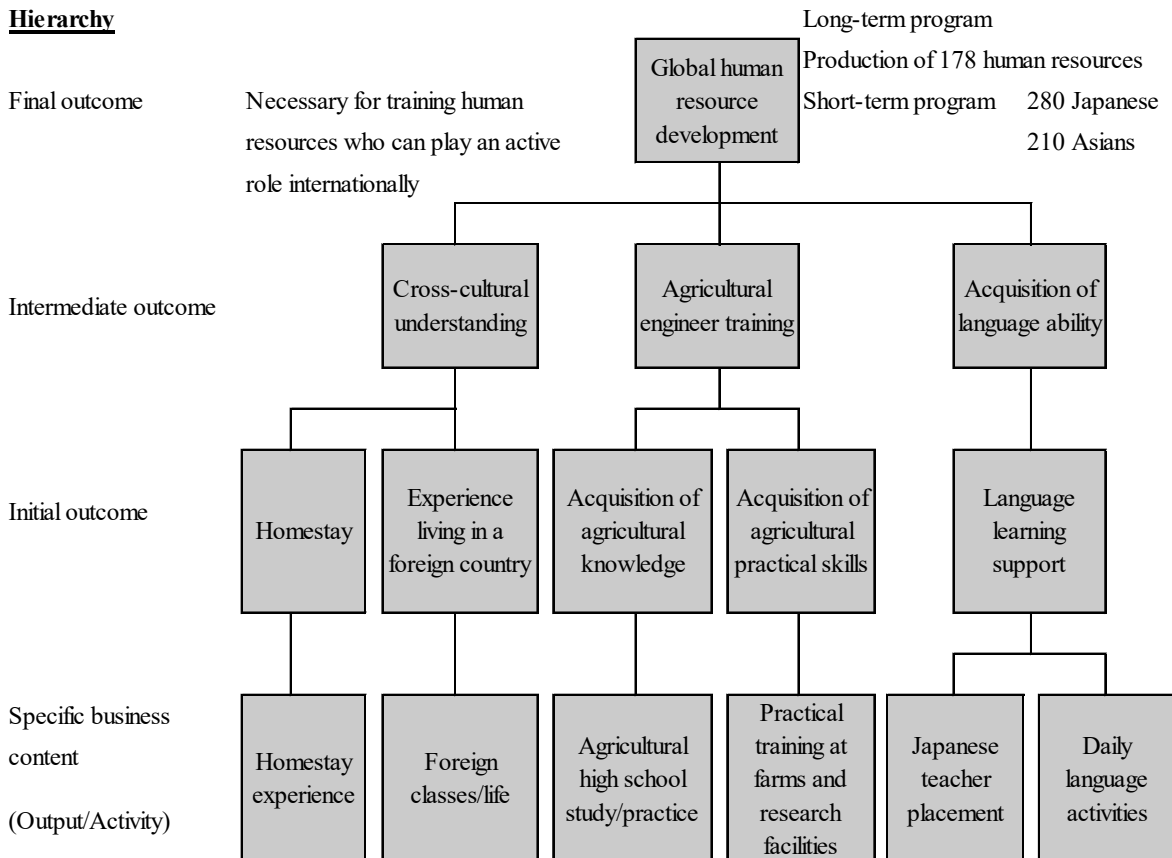 Hierarchy
Final outcome
Necessary for training human
resources who can play an active
role internationally
Global human
resource
development
Long-term program
Production of 178 human resources
Short-term program 280 Japanese
210 Asians
Intermediate outcome
Cross-cultural
understanding
Agricultural
engineer training
Acquisition of
language ability
Initial outcome
Homestay
Experience
living in a
foreign country
Acquisition of
agricultural
knowledge
Acquisition of
agricultural
practical skills
Language
learning
support
Specific business
content
(Output/Activity)
Homestay
experience
Foreign
classes/life
Agricultural
high school
study/practice
Practical
training at
farms and
research
facilities
Japanese
teacher
placement
Daily
language
activities